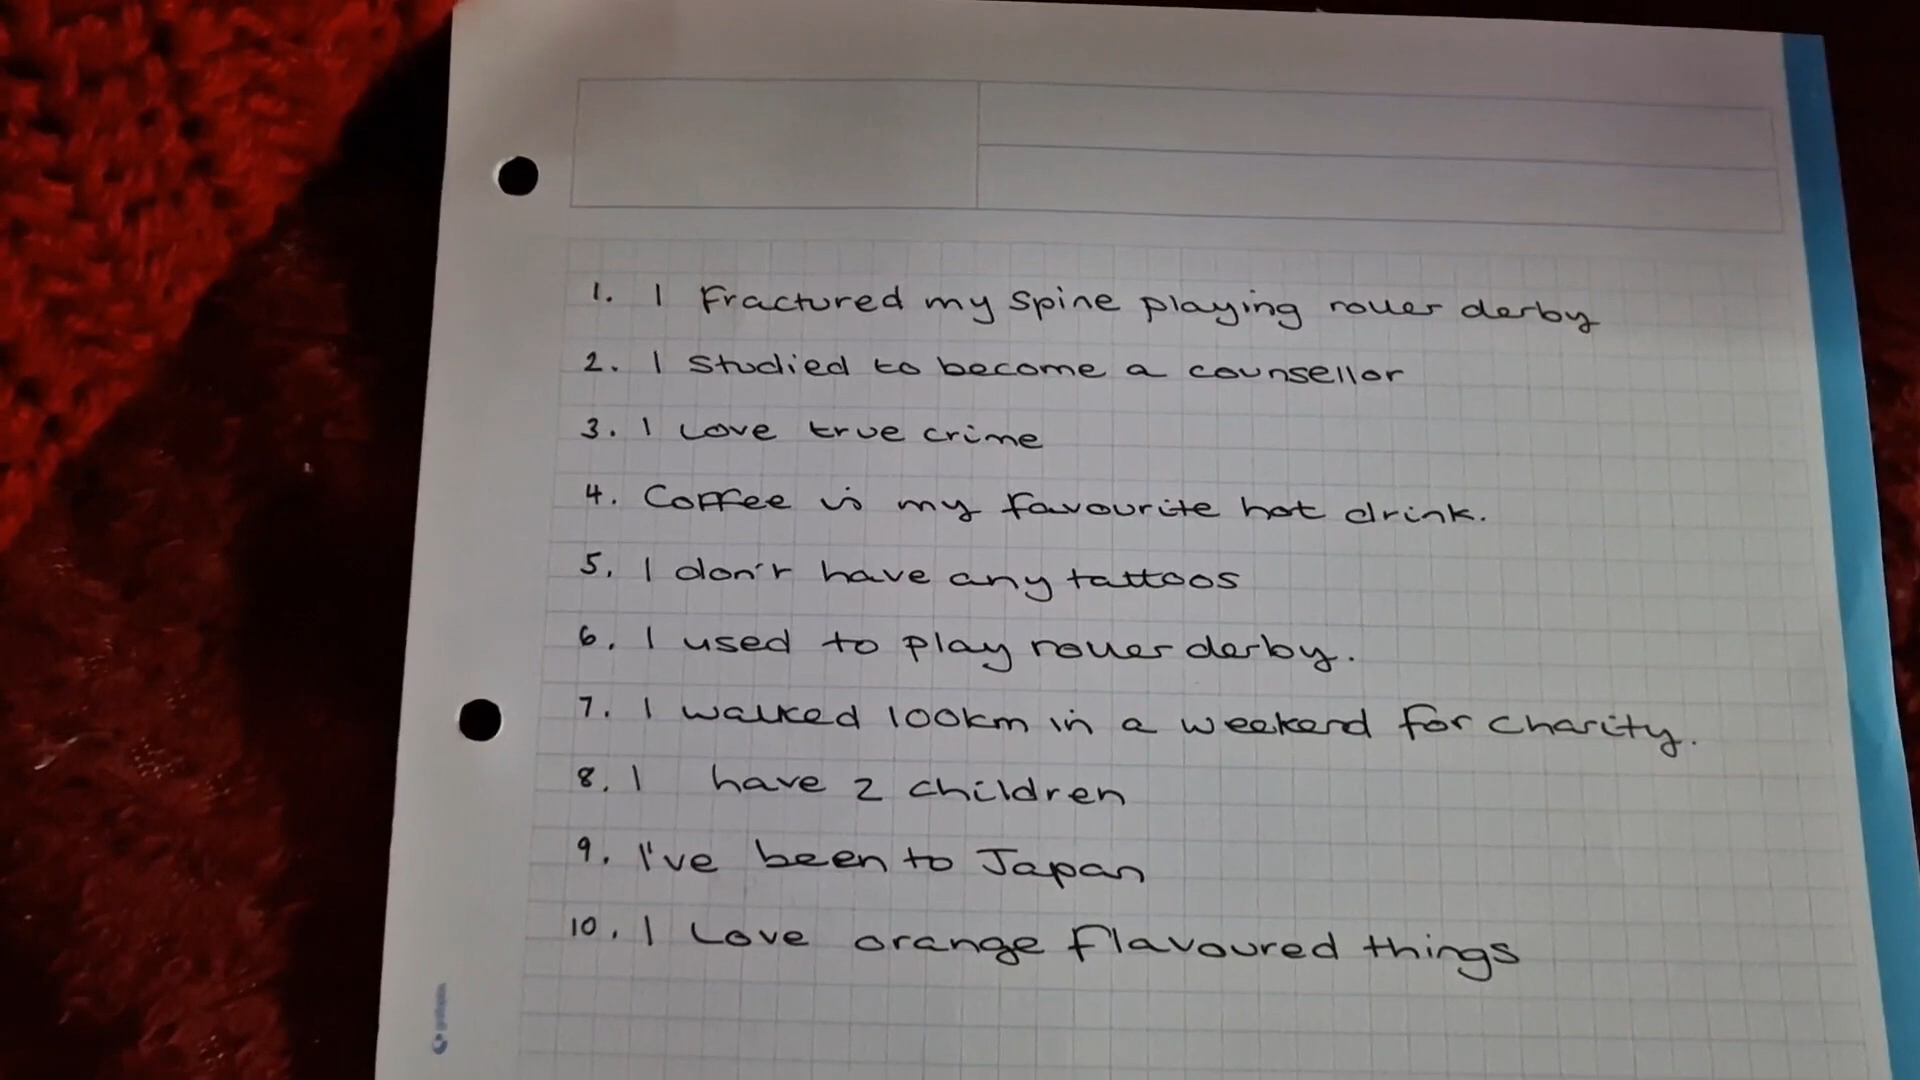 1. I Fractured my spine playing roller derby
2. I studied to become a counsellor
3. I love true crime
4. Coffee is my favourite hot drink.
5. I don't have any tattoos
6. I used to play roller derby.
7. I walked 100km in a weekend for charity.
8. I have 2 children
9. I've been to Japan
10. I love orange flavoured things